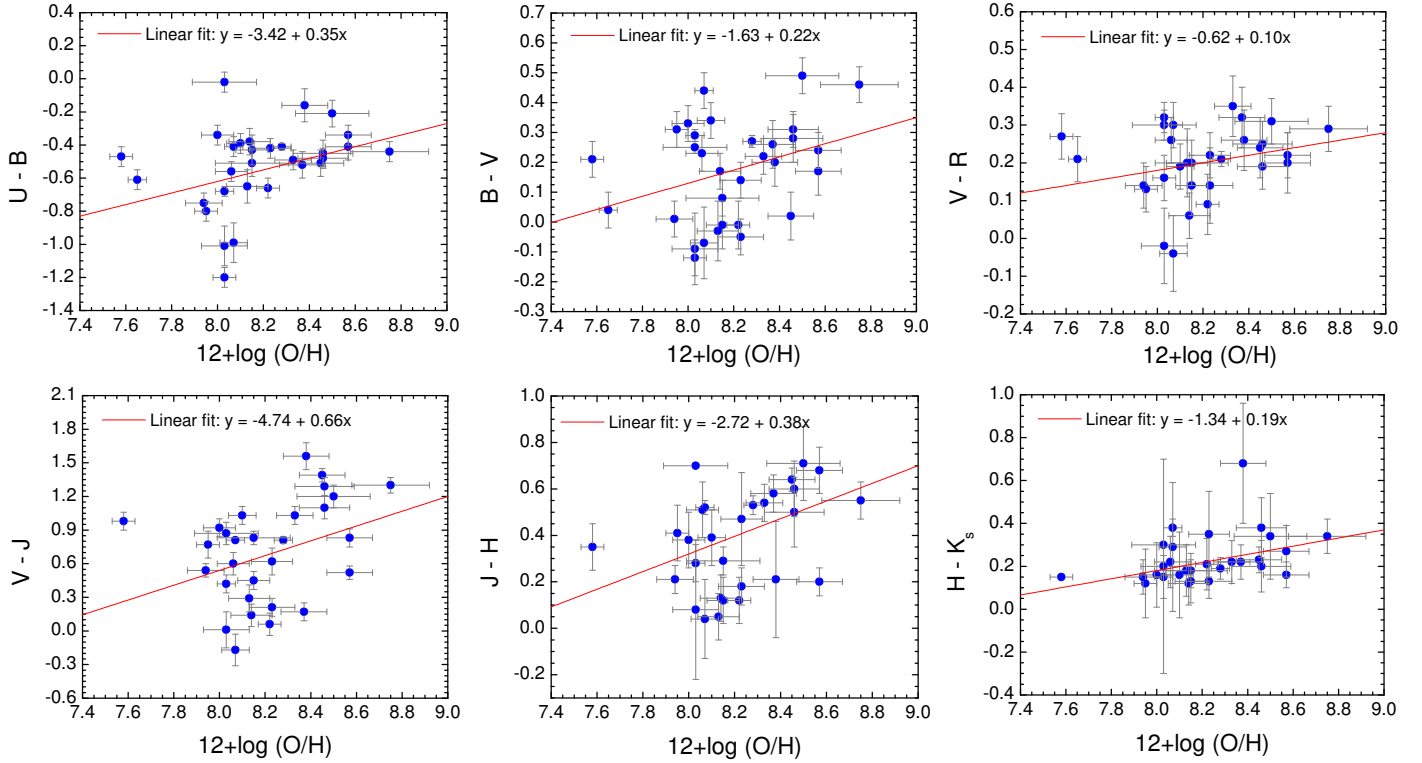 Linear fit: y = -3.42 + 0.35x
0.4
0.2
0.0
-0.2
-0.4
-0.6
-0.8
-1.0
-1.2
-1.4
U - B
7.4 7.6 7.8 8.0 8.2 8.4 8.6 8.8 9.0
12+log (O/H)
Linear fit: y = -1.63 + 0.22x
0.7
0.6
0.5
0.4
0.3
0.2
0.1
0.0
-0.1
-0.2
-0.3
B - V
7.4 7.6 7.8 8.0 8.2 8.4 8.6 8.8 9.0
12+log (O/H)
Linear fit: y = -0.62 + 0.10x
0.6
0.5
0.4
0.3
0.2
0.1
0.0
-0.1
-0.2
V - R
7.4 7.6 7.8 8.0 8.2 8.4 8.6 8.8 9.0
12+log (O/H)
Linear fit: y = -4.74 + 0.66x
2.1
1.8
1.5
1.2
0.9
0.6
0.3
0.0
-0.3
-0.6
V - J
7.4 7.6 7.8 8.0 8.2 8.4 8.6 8.8 9.0
12+log (O/H)
Linear fit: y = -2.72 + 0.38x
1.0
0.8
0.6
0.4
0.2
0.0
-0.2
J - H
7.4 7.6 7.8 8.0 8.2 8.4 8.6 8.8 9.0
12+log (O/H)
Linear fit: y = -1.34 + 0.19x
1.0
0.8
0.6
0.4
0.2
0.0
-0.2
-0.4
H - Ks
7.4 7.6 7.8 8.0 8.2 8.4 8.6 8.8 9.0
12+log (O/H)